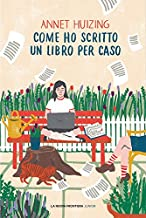 ANNET HUIZING
COME HO SCRITTO
UN LIBRO PER CASO
LA NUOVA FRONTIERA JUNIOR